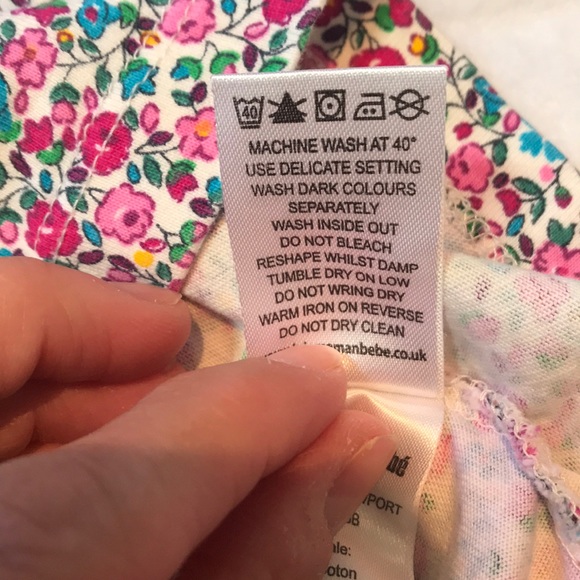 40
MACHINE WASH AT 40°
USE DELICATE SETTING
WASH DARK COLOURS
SEPARATELY
WASH INSIDE OUT
DO NOT BLEACH
RESHAPE WHILST DAMP
TUMBLE DRY ON LOW
DO NOT WRING DRY
WARM IRON ON REVERSE
DO NOT DRY CLEAN